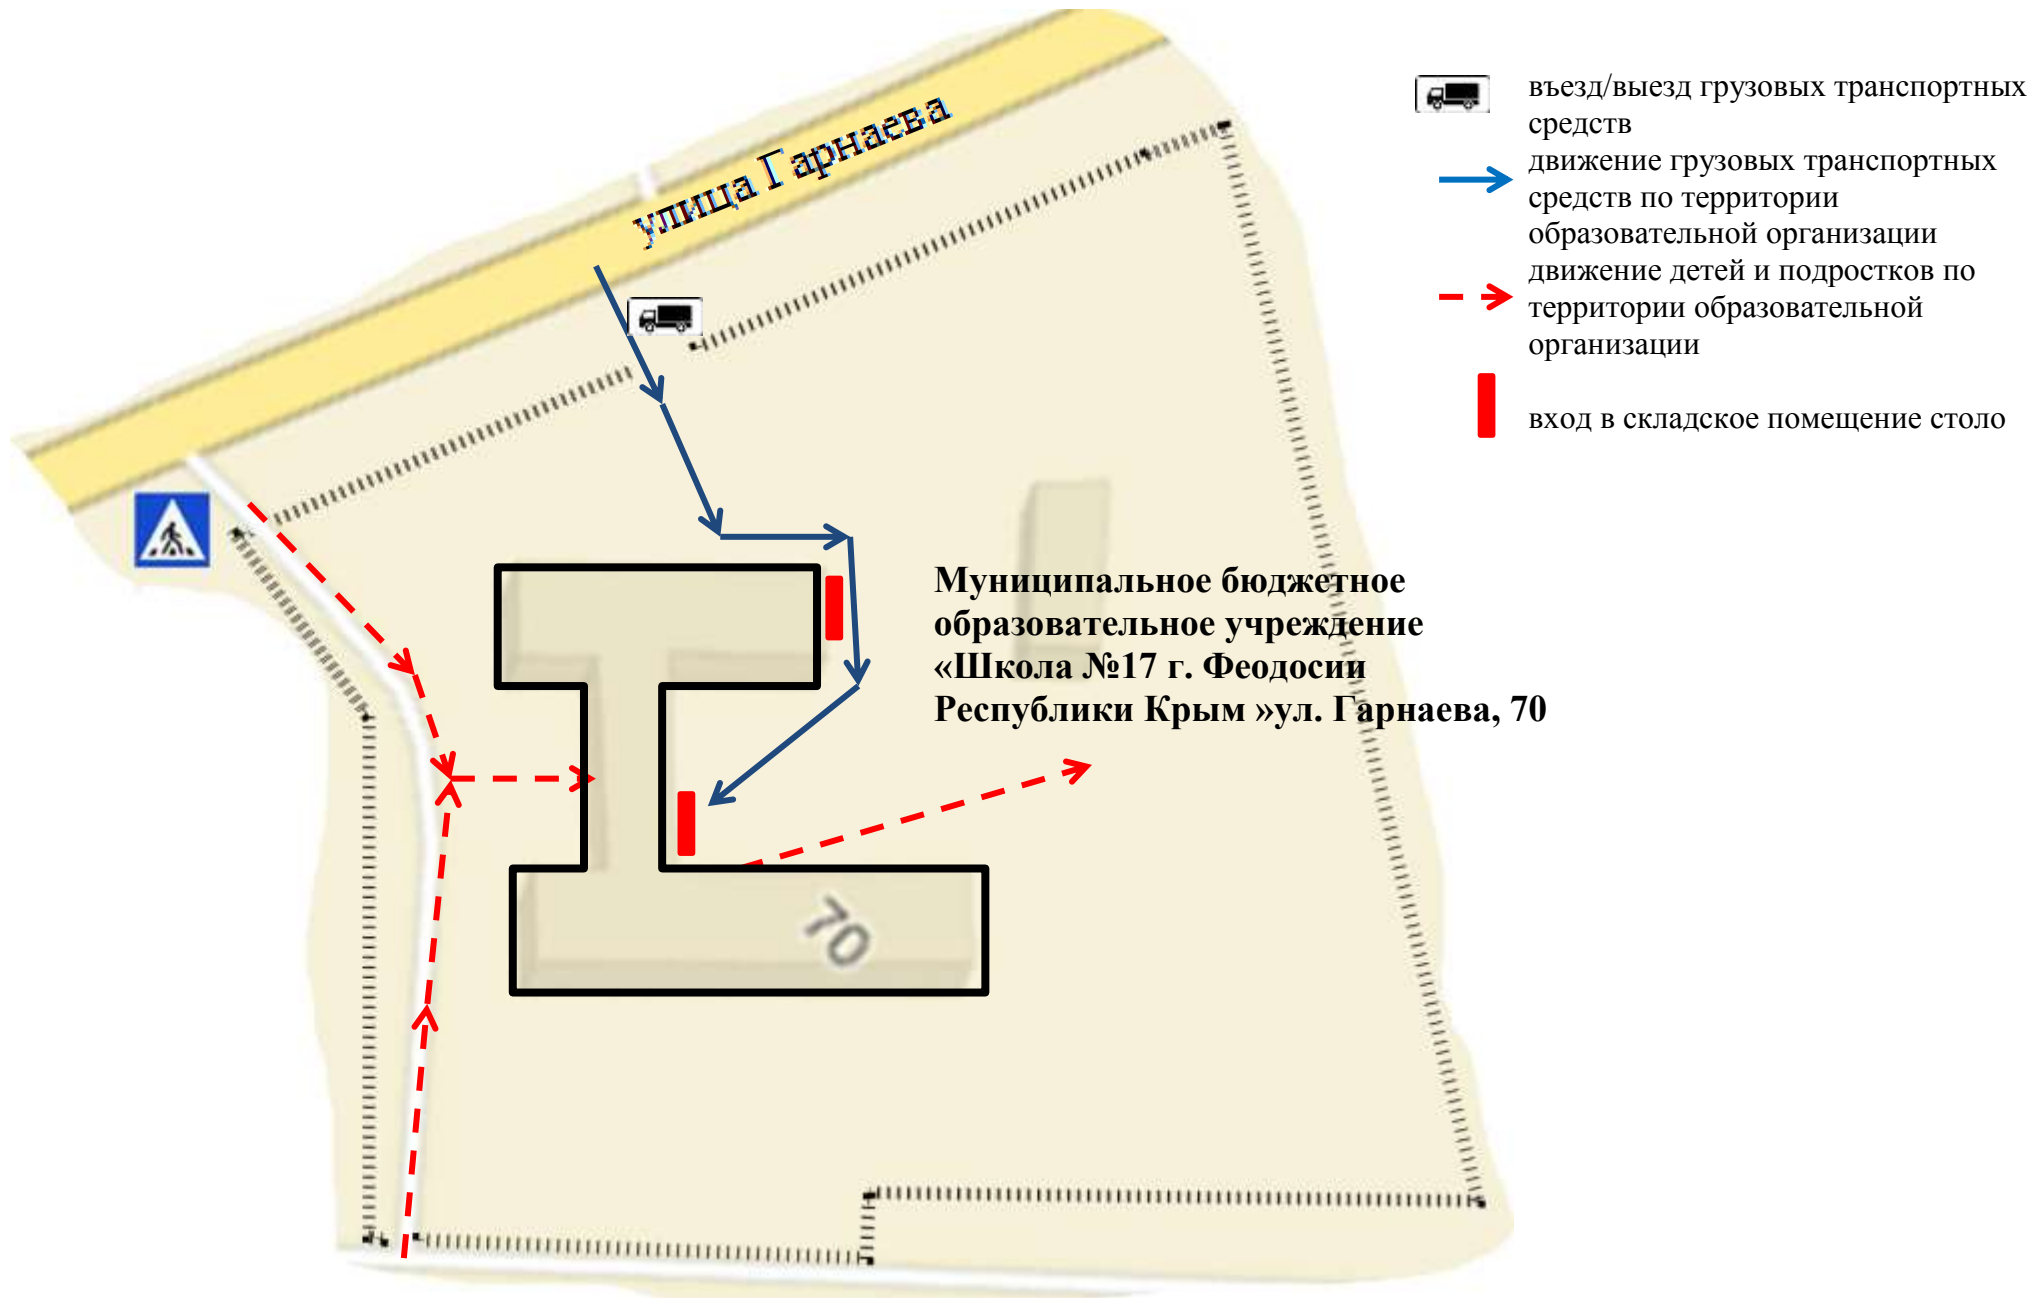 улица Гарнаева
въезд/выезд грузовых транспортных
средств
движение грузовых транспортных
средств по территории
образовательной организации
движение детей и подростков по
территории образовательной
организации
вход в складское помещение столо
Муниципальное бюджетное
образовательное учреждение
«Школа №17 г. Феодосии
Республики Крым »ул. Гарнаева, 70
70